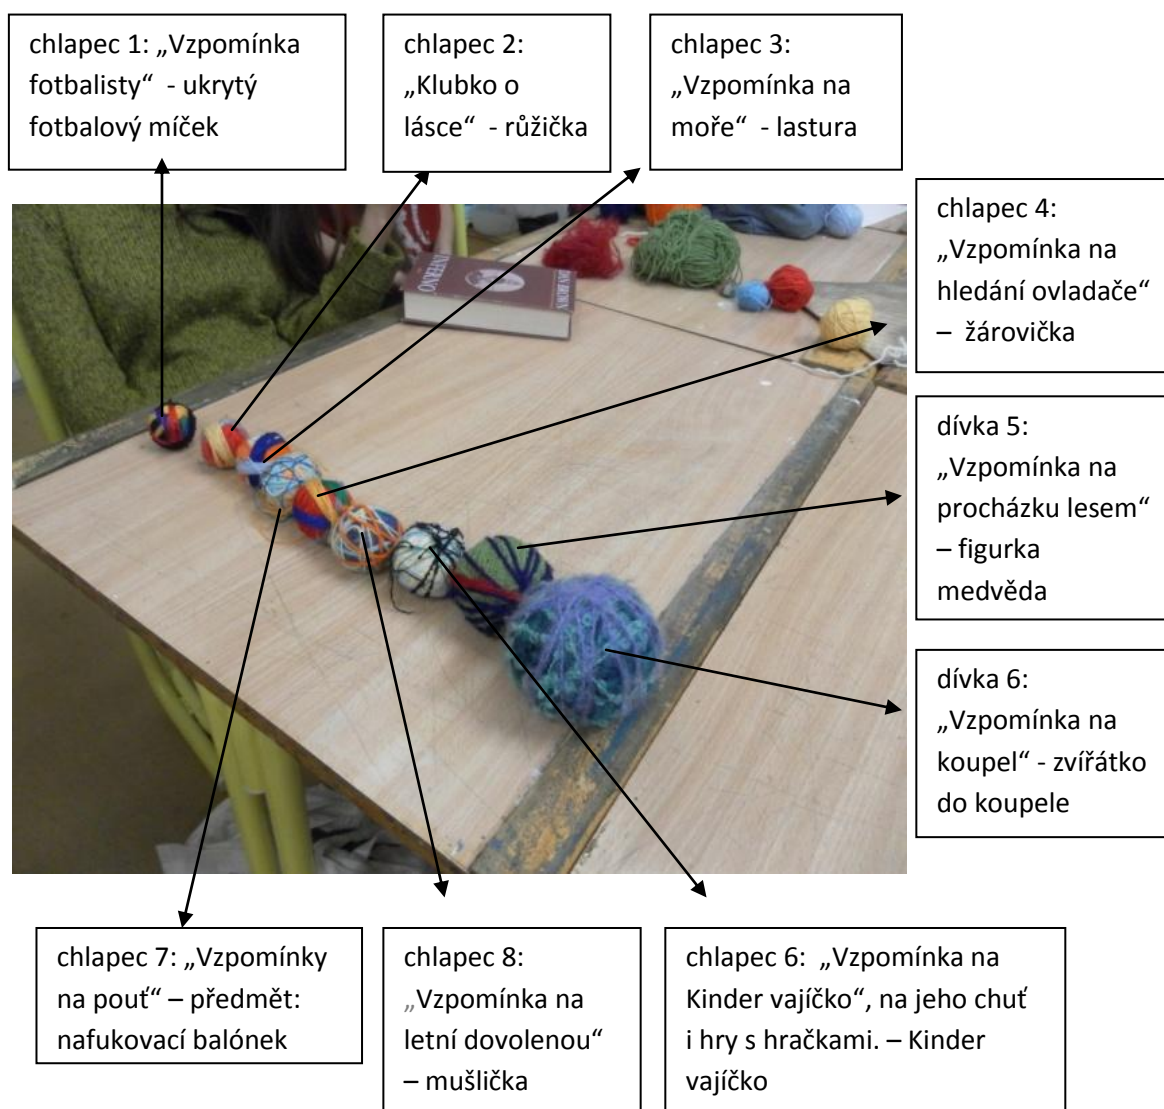 chlapec 1: „Vzpomínka
fotbalisty“ - ukrytý
fotbalový míček
chlapec 2:
„Klubko o
lásce“ - růžička
chlapec 3:
„Vzpomínka na
moře“ - lastura
chlapec 4:
„Vzpomínka na
hledání ovladače“
– žárovička
dívka 5:
„Vzpomínka na
procházku lesem“
– figurka
medvěda
dívka 6:
„Vzpomínka na
koupel“ - zvířátko
do koupele
INFERNO
DAN BROWN
chlapec 7: „Vzpomínky
na pouť“ – předmět:
nafukovací balónek
chlapec 8:
„Vzpomínka na
letní dovolenou“
– mušlička
chlapec 6: „Vzpomínka na
Kinder vajíčko“, na jeho chuť
i hry s hračkami. – Kinder
vajíčko